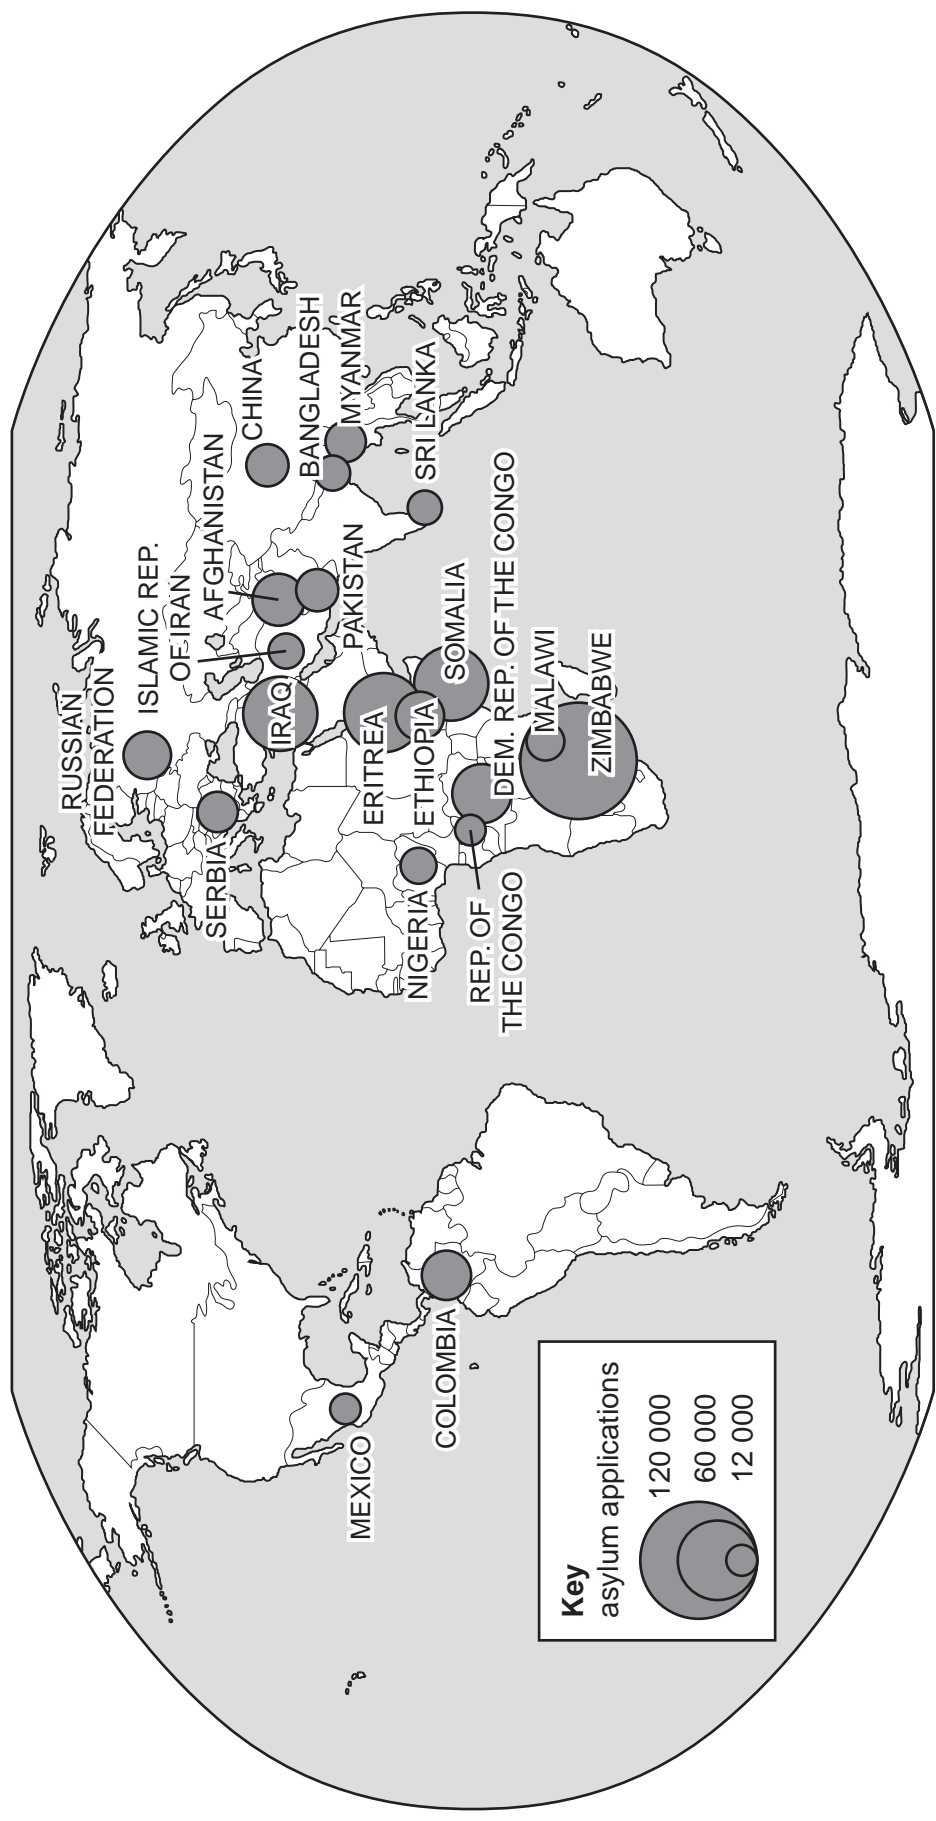 RUSSIAN
FEDERATION
ISLAMIC REP.
OF IRAN
AFGHANISTAN
CHINA
BANGLADESH
MYANMAR
SRI LANKA
SERBIA
IRAQ
PAKISTAN
MEXICO
COLOMBIA
NIGERIA
ERITREA
ETHIOPIA
SOMALIA
REP. OF
THE CONGO
DEM. REP. OF THE CONGO
MALAWI
ZIMBABWE
Key
asylum applications
120 000
60 000
12 000